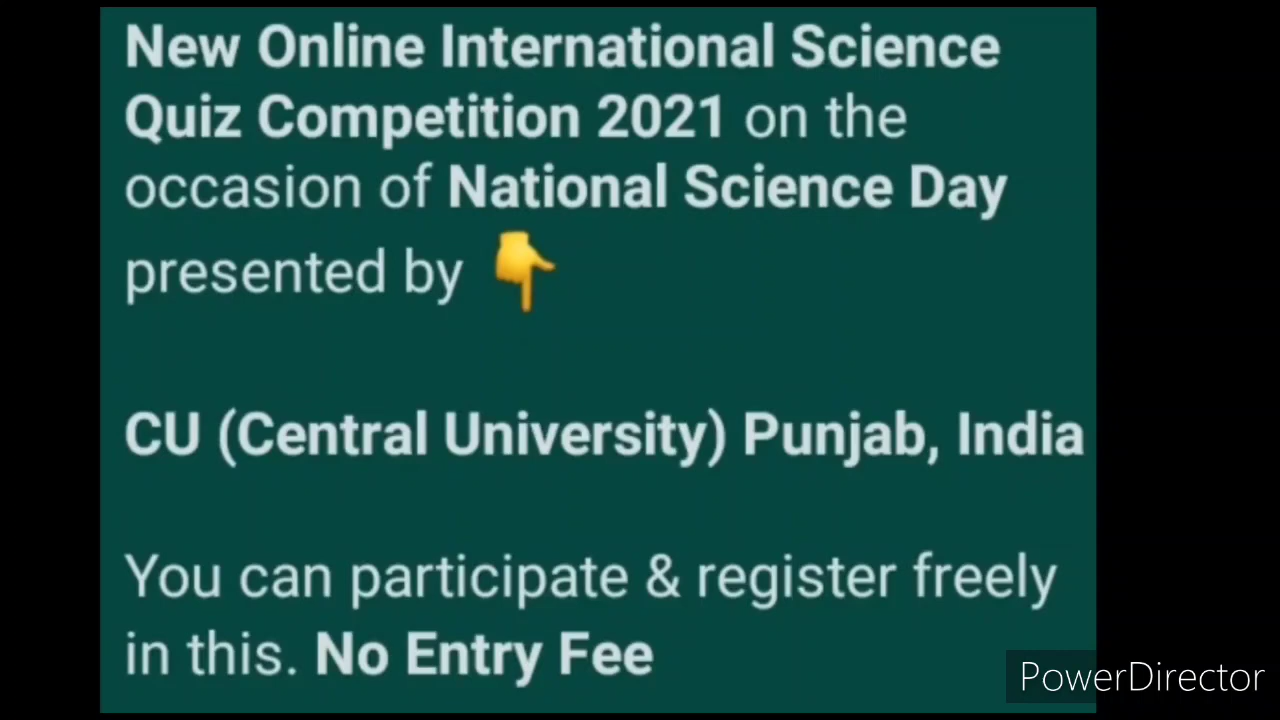 New Online International Science
Quiz Competition 2021 on the
occasion of National Science Day
presented by 👇
CU (Central University) Punjab, India
You can participate & register freely
in this. No Entry Fee
PowerDirector